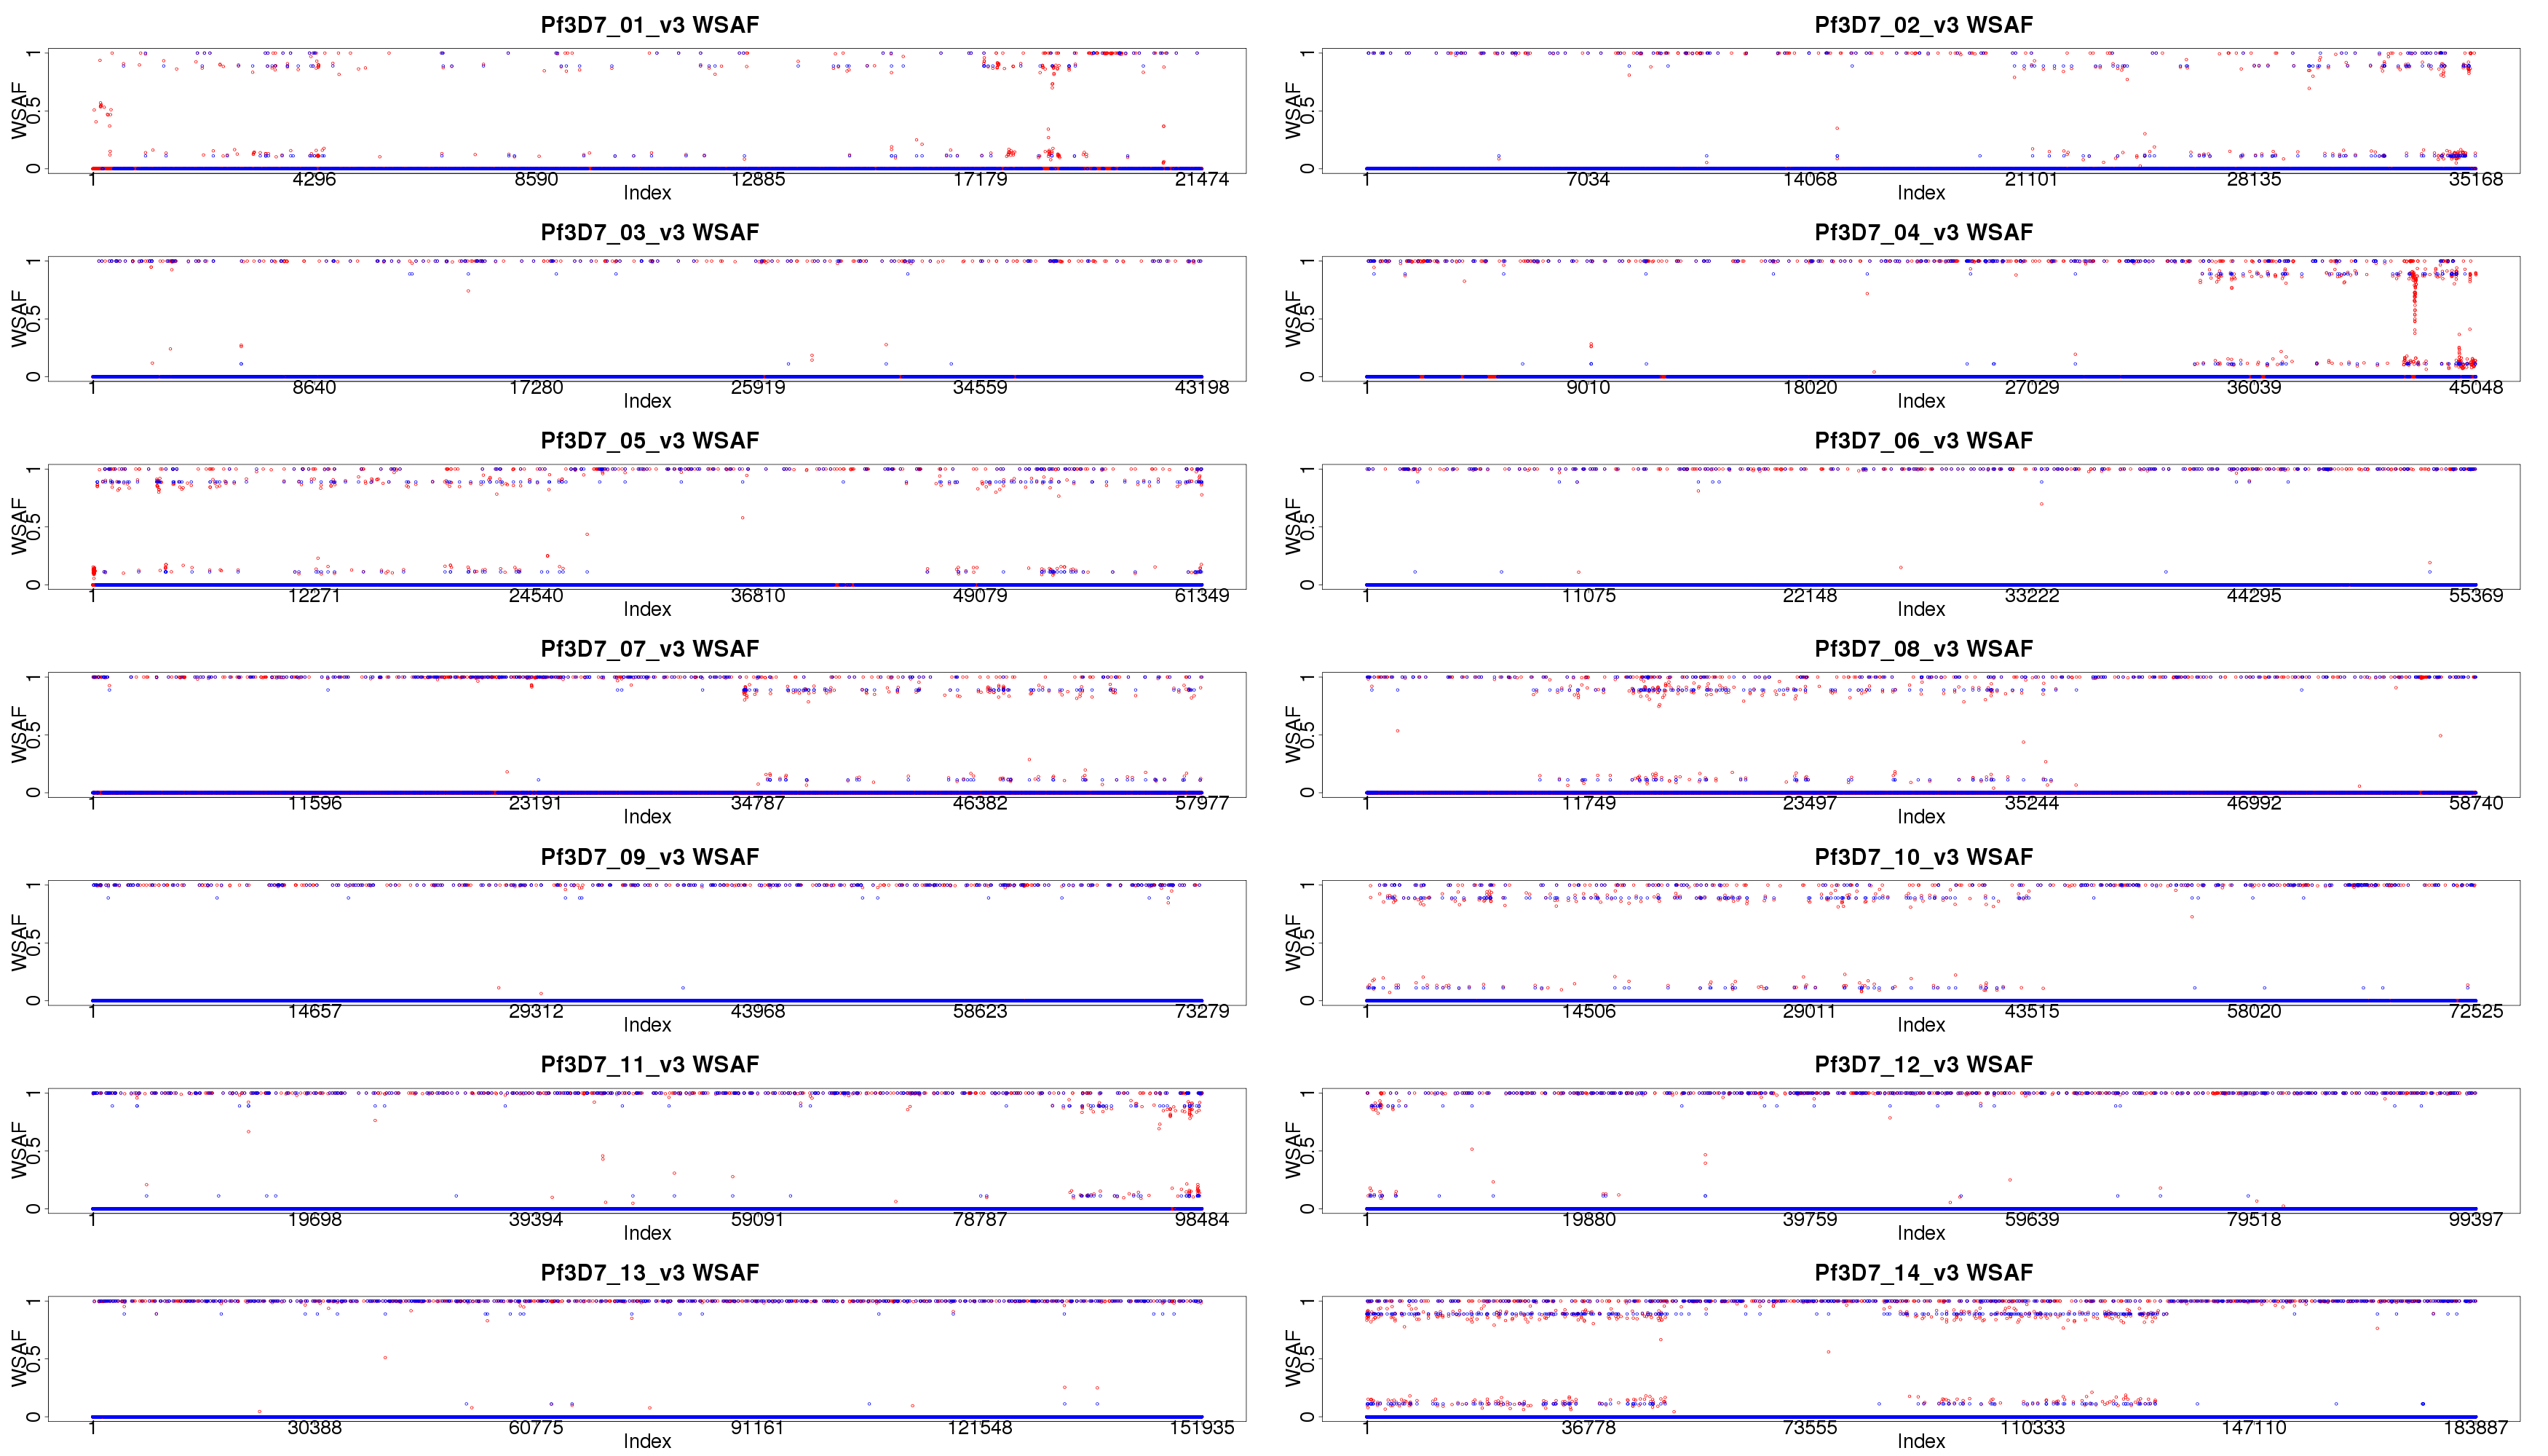 Pf3D7_01_v3 WSAF
WSAF
0 0.5 1
1 4296 8590 12885 17179 21474
Index
Pf3D7_02_v3 WSAF
WSAF
0 0.5 1
1 7034 14068 21101 28135 35168
Index
Pf3D7_03_v3 WSAF
WSAF
0 0.5 1
1 8640 17280 25919 34559 43198
Index
Pf3D7_04_v3 WSAF
WSAF
0 0.5 1
1 9010 18020 27029 36039 45048
Index
Pf3D7_05_v3 WSAF
WSAF
0 0.5 1
1 12271 24540 36810 49079 61349
Index
Pf3D7_06_v3 WSAF
WSAF
0 0.5 1
1 11075 22148 33222 44295 55369
Index
Pf3D7_07_v3 WSAF
WSAF
0 0.5 1
1 11596 23191 34787 46382 57977
Index
Pf3D7_08_v3 WSAF
WSAF
0 0.5 1
1 11749 23497 35244 46992 58740
Index
Pf3D7_09_v3 WSAF
WSAF
0 0.5 1
1 14657 29312 43968 58623 73279
Index
Pf3D7_10_v3 WSAF
WSAF
0 0.5 1
1 14506 29011 43515 58020 72525
Index
Pf3D7_11_v3 WSAF
WSAF
0 0.5 1
1 19698 39394 59091 78787 98484
Index
Pf3D7_12_v3 WSAF
WSAF
0 0.5 1
1 19880 39759 59639 79518 99397
Index
Pf3D7_13_v3 WSAF
WSAF
0 0.5 1
1 30388 60775 91161 121548 151935
Index
Pf3D7_14_v3 WSAF
WSAF
0 0.5 1
1 36778 73555 110333 147110 183887
Index